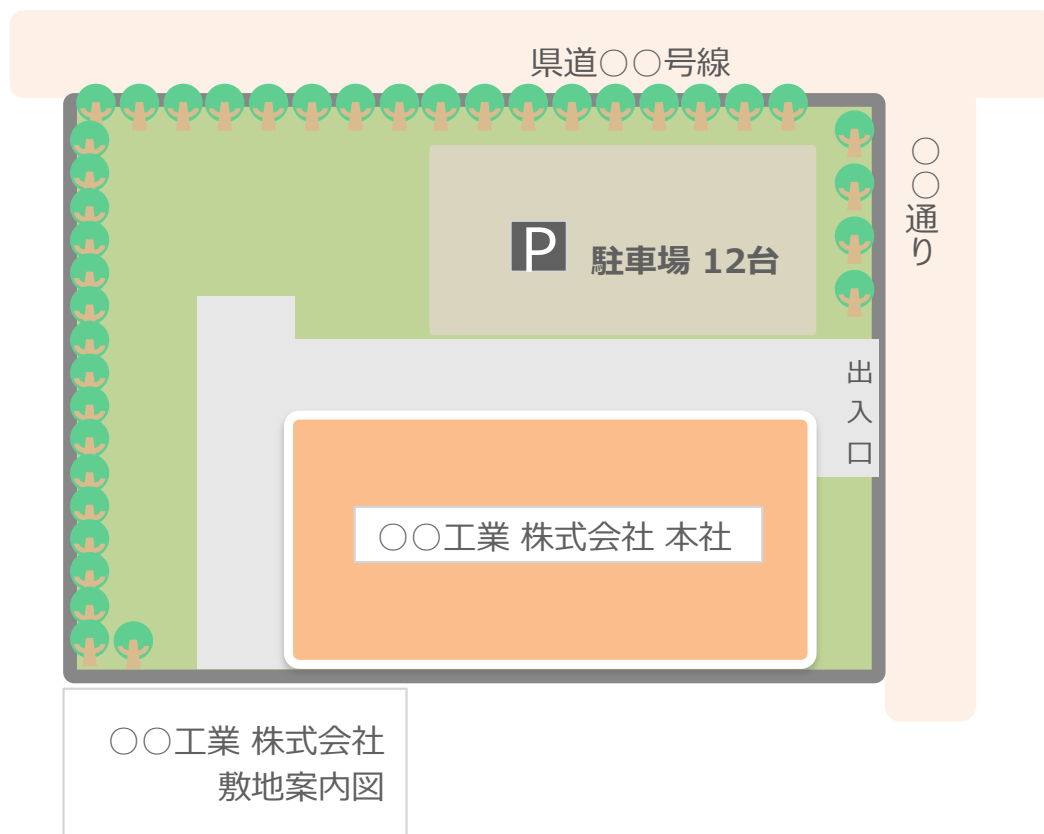 県道○○号線
○○通り
P 駐車場 12台
出入口
○○工業 株式会社 本社
○○工業 株式会社
敷地案内図